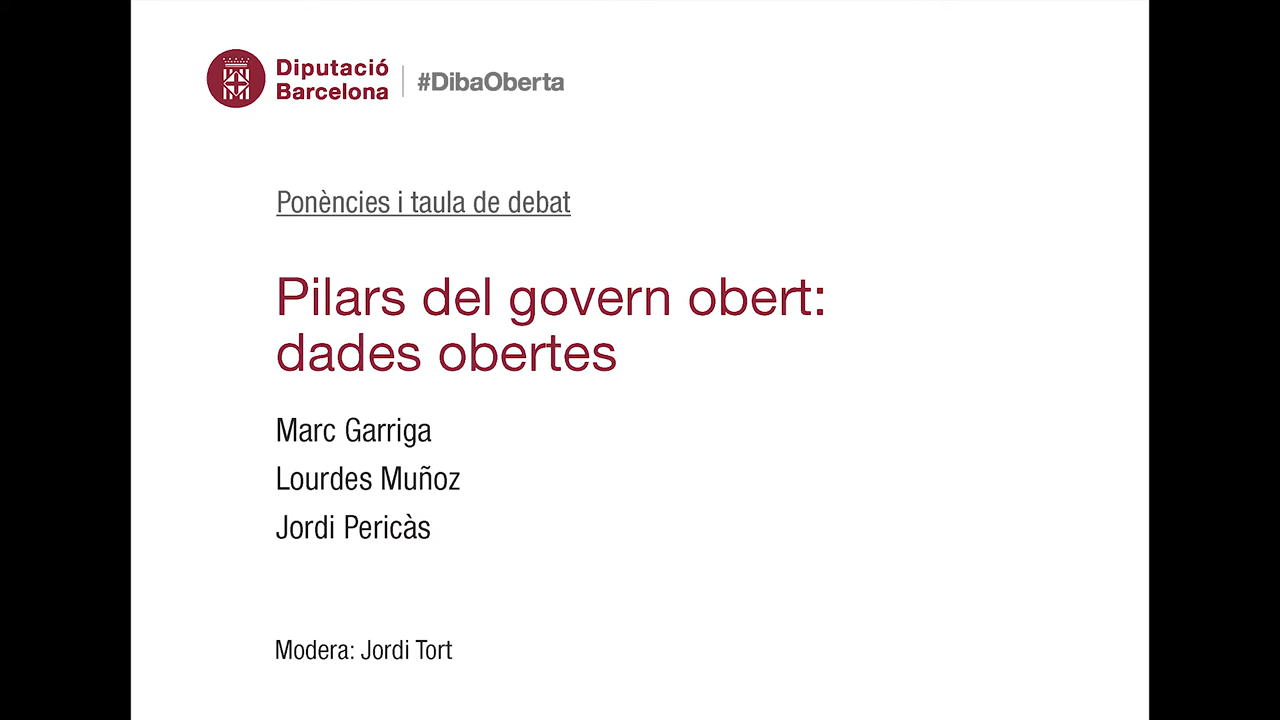 Diputació
Barcelona
#DibaOberta
Ponències i taula de debat
Pilars del govern obert:
dades obertes
Marc Garriga
Lourdes Muñoz
Jordi Pericàs
Modera: Jordi Tort